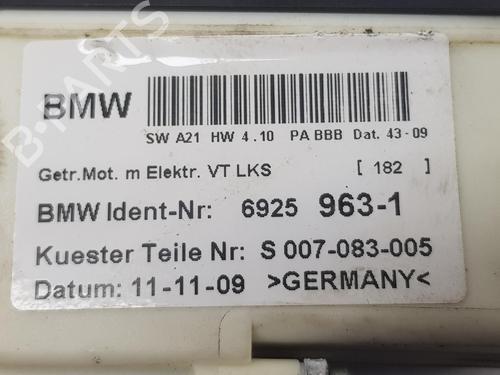 BMW
SW A21 HW 4.10 PA BBB Dat. 43-09
Getr.Mot. m Elektr. VT LKS [ 182 ]
BMW Ident-Nr: 6925 963-1
Kuester Teile Nr: S 007-083-005
Datum: 11-11-09 >GERMANY<
B-PARTS